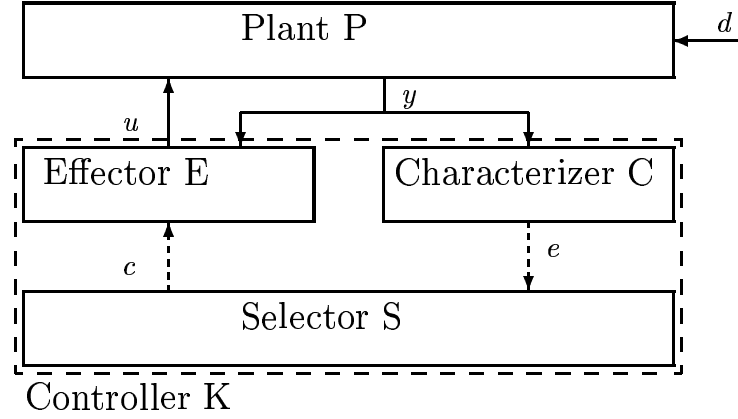 Plant P
d
y
u
Effector E
Characterizer C
c
e
Selector S
Controller K